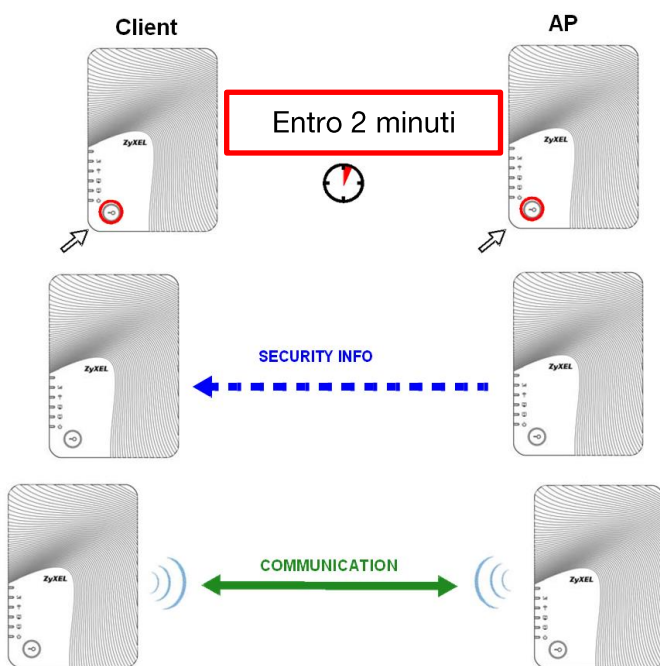 Client
AP
Entro 2 minuti
ZyXEL
ZyXEL
SECURITY INFO
ZyXEL
ZyXEL
COMMUNICATION
ZyXEL
ZyXEL